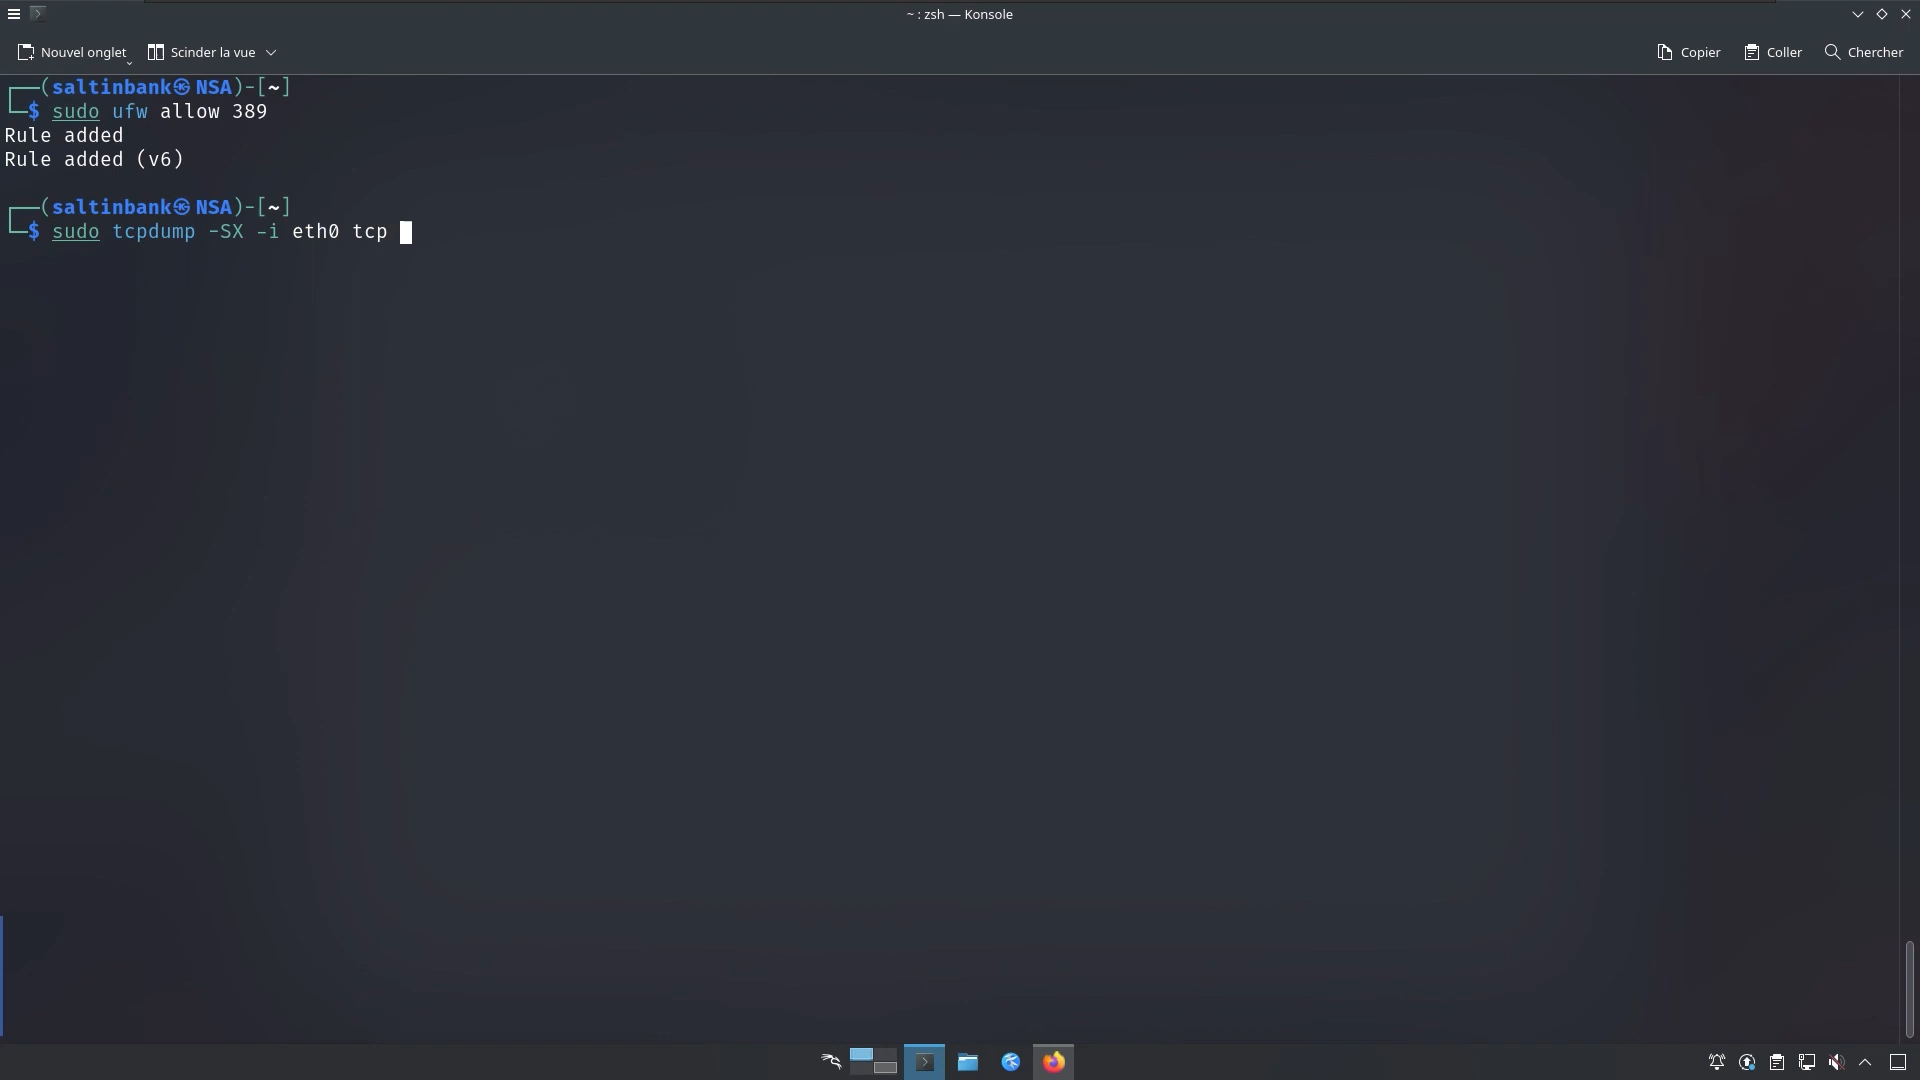 ~ : zsh — Konsole
Nouvel onglet
Scinder la vue
Copier
Coller
Chercher
┌──(saltinbank㉿NSA)-[~]
└─$ sudo ufw allow 389
Rule added
Rule added (v6)
┌──(saltinbank㉿NSA)-[~]
└─$ sudo tcpdump -SX -i eth0 tcp